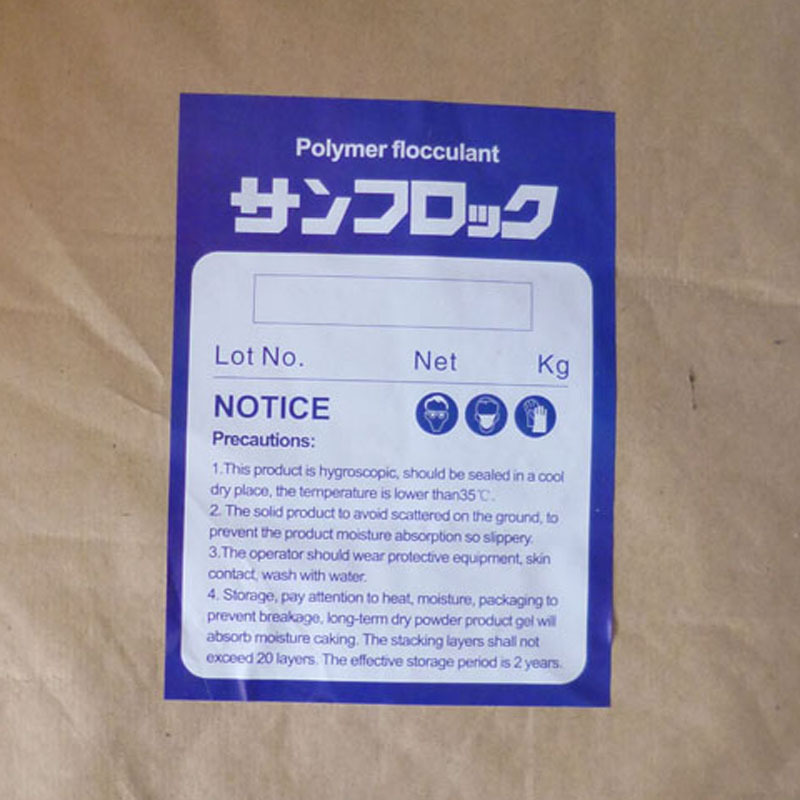 Polymer flocculant
サンフロック
Lot No. Net Kg
NOTICE
Precautions:
1.This product is hygroscopic, should be sealed in a cool
dry place, the temperature is lower than35℃.
2. The solid product to avoid scattered on the ground, to
prevent the product moisture absorption so slippery.
3.The operator should wear protective equipment, skin
contact, wash with water.
4. Storage, pay attention to heat, moisture, packaging to
prevent breakage, long-term dry powder product gel will
absorb moisture caking. The stacking layers shall not
exceed 20 layers. The effective storage period is 2 years.